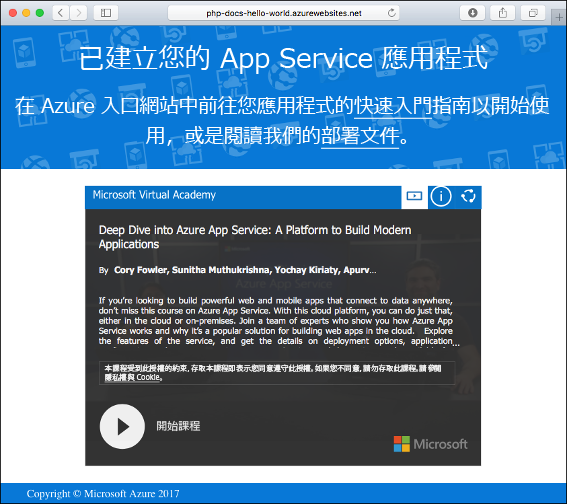 php-docs-hello-world.azurewebsites.net
已建立您的 App Service 應用程式
在 Azure 入口網站中前往您應用程式的快速入門指南以開始使
用，或是閱讀我們的部署文件。
Microsoft Virtual Academy
Deep Dive into Azure App Service: A Platform to Build Modern
Applications
By Cory Fowler, Sunitha Muthukrishna, Yochay Kiriaty, Apurv...
If you're looking to build powerful web and mobile apps that connect to data anywhere,
don't miss this course on Azure App Service. With this cloud platform, you can do just that,
either in the cloud or on-premises. Join a team of experts who show you how Azure App
Service works and why it's a popular solution for building web apps in the cloud. Explore
the features of the service, and get the details on deployment options, application
本課程受到此授權的約束，存取本課程即表示您同意遵守此授權。如果您不同意，請勿存取此課程。請參閱
隱私權與 Cookie。
開始課程
Microsoft
Copyright © Microsoft Azure 2017